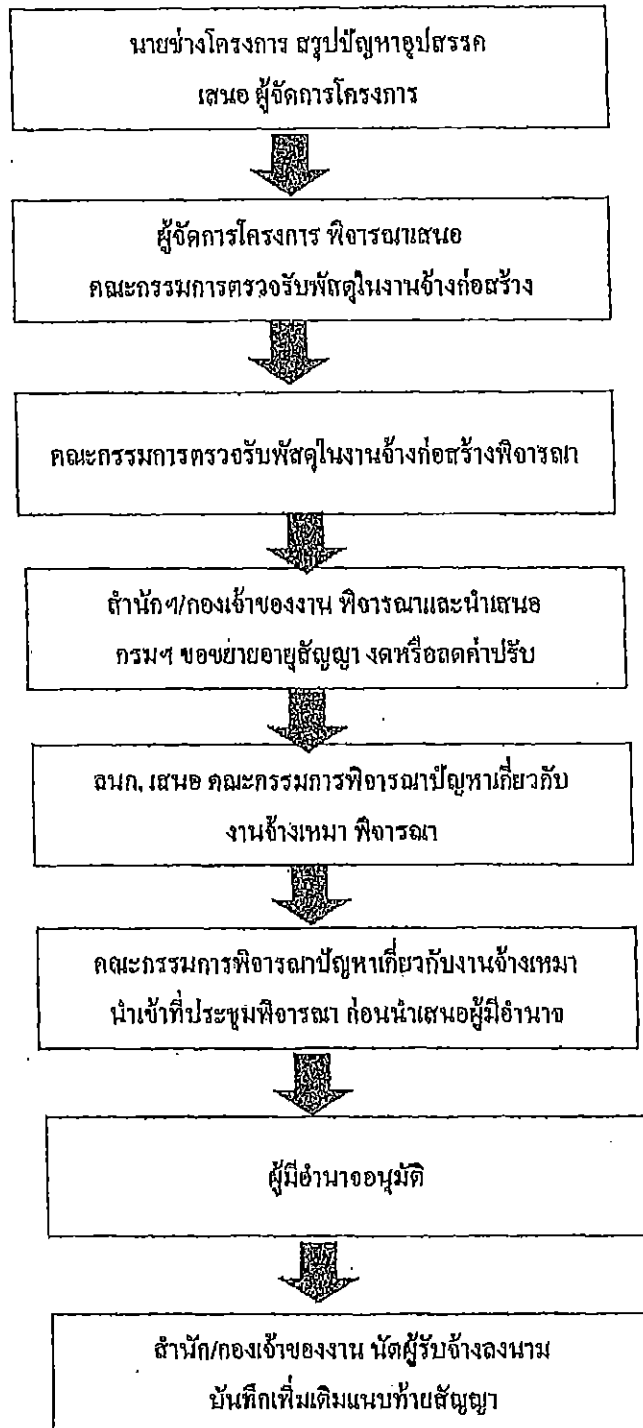 นายช่างโครงการ สรุปปัญหาอุปสรรค
เสนอ ผู้จัดการโครงการ
ผู้จัดการโครงการ พิจารณาเสนอ
คณะกรรมการตรวจรับพัสดุในงานจ้างก่อสร้าง
คณะกรรมการตรวจรับพัสดุในงานจ้างก่อสร้างพิจารณา
สำนักฯ/กองเจ้าของงาน พิจารณาและนำเสนอ
กรมฯ ขอขยายอายุสัญญา งดหรือลดค่าปรับ
ลนก. เสนอ คณะกรรมการพิจารณาปัญหาเกี่ยวกับ
งานจ้างเหมา พิจารณา
คณะกรรมการพิจารณาปัญหาเกี่ยวกับงานจ้างเหมา
นำเข้าที่ประชุมพิจารณา ก่อนนำเสนอผู้มีอำนาจ
ผู้มีอำนาจอนุมัติ
สำนัก/กองเจ้าของงาน นัดผู้รับจ้างลงนาม
บันทึกเพิ่มเติมแนบท้ายสัญญา